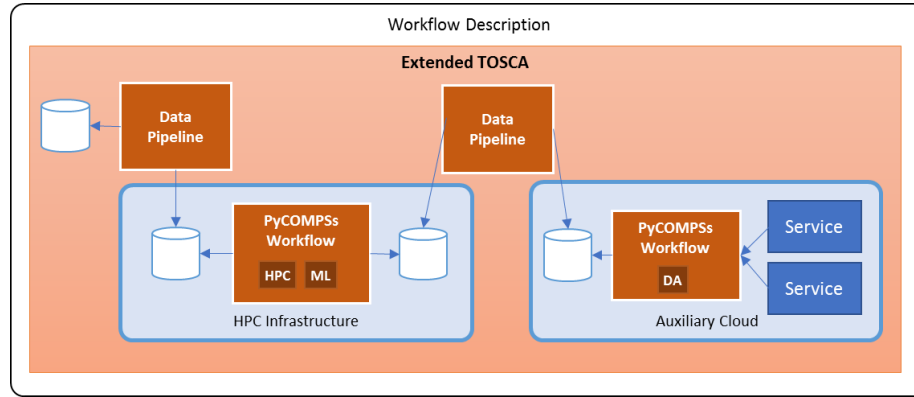 Workflow Description
Extended TOSCA
Data
Pipeline
Data
Pipeline
PyCOMPSs
Workflow
HPC ML
HPC Infrastructure
PyCOMPSs
Workflow
DA
Service
Service
Auxiliary Cloud